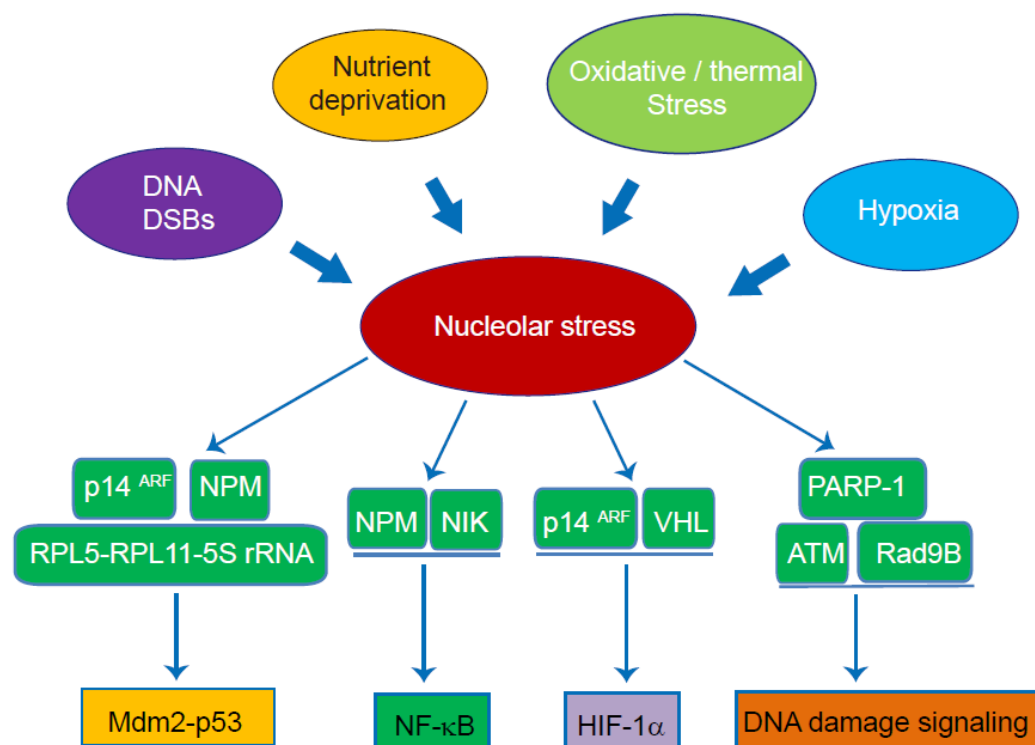 Nutrient
deprivation
Oxidative / thermal
Stress
DNA
DSBs
Hypoxia
Nucleolar stress
p14 ARF
NPM
RPL5-RPL11-5S rRNA
NPM
NIK
p14 ARF
VHL
PARP-1
ATM
Rad9B
Mdm2-p53
NF-κB
HIF-1α
DNA damage signaling